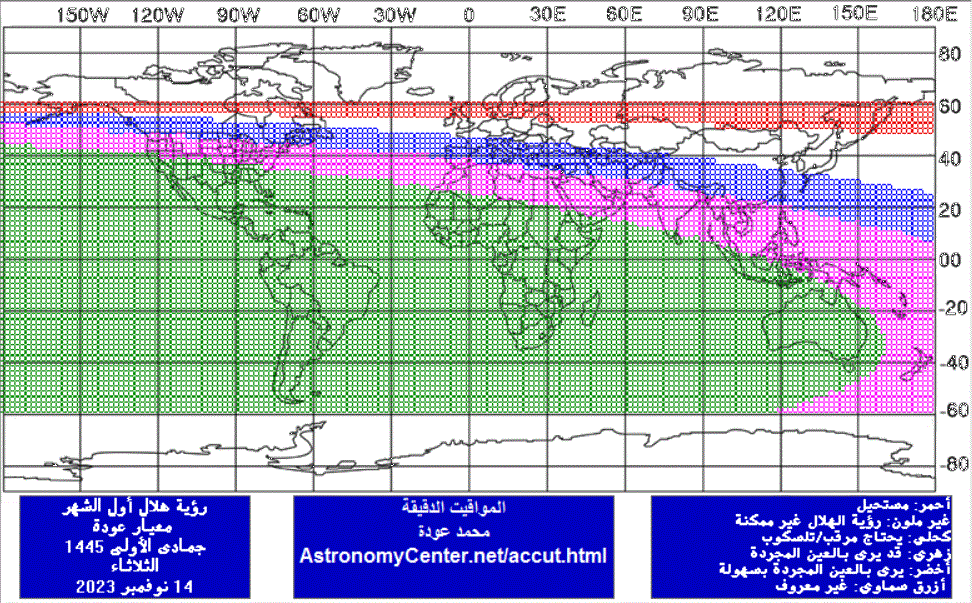 150W 120W 90W 60W 30W 0 30E 60E 90E 120E 150E 180E
80
60
40
20
00
-20
-40
-60
-80
رؤية هلال أول الشهر
معيار عودة
جمادى الأولى 1445
الثلاثاء
14 نوفمبر 2023
المواقيت الدقيقة
محمد عودة
AstronomyCenter.net/accut.html
أحمر: مستحيل
غير ملون: رؤية الهلال غير ممكنة
كحلي: يحتاج مرقب/تلسكوب
زهري: قد يرى بالعين المجردة
أخضر: يرى بالعين المجردة بسهولة
أزرق سماوي: غير معروف